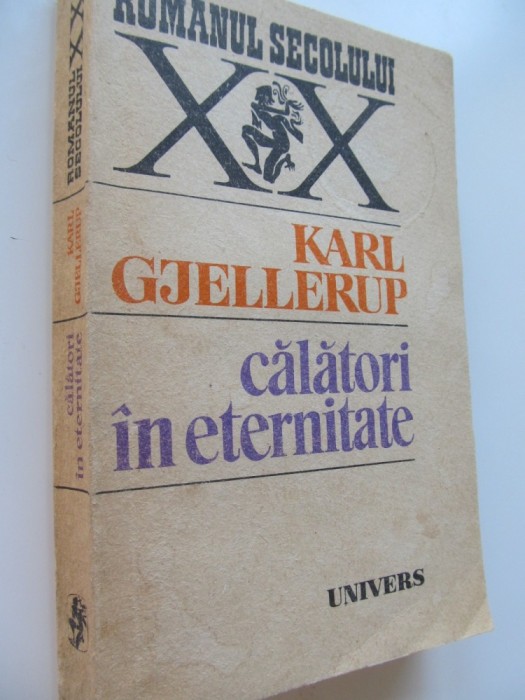 ROMANUL SECOLULUI
XX
KARL
GJELLERUP
călători
în eternitate
UNIVERS
ROMANUL
SECOLULUI
XX
KARL
GJELLERUP
călători
în eternitate